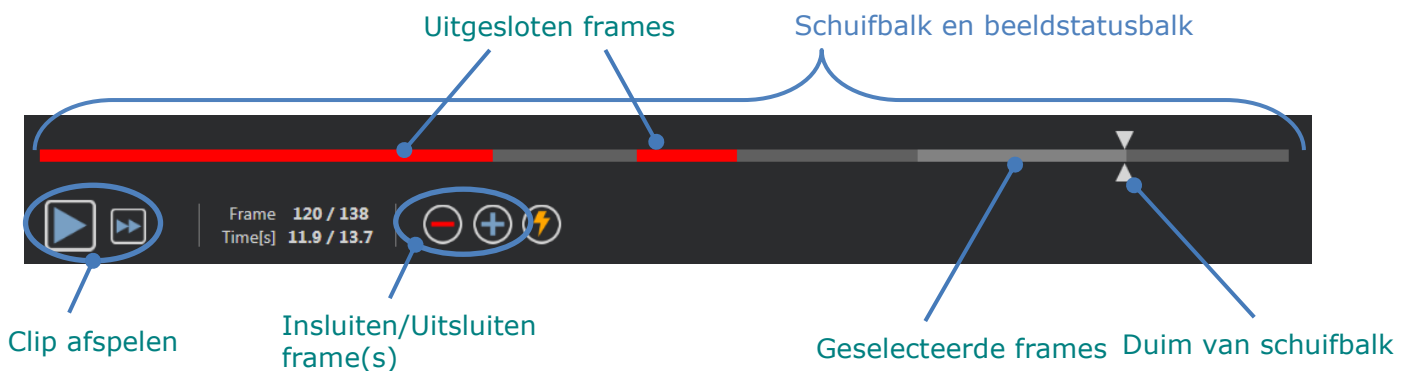 Uitgesloten frames
Schuifbalk en beeldstatusbalk
Frame 120 / 138
Time[s] 11.9 / 13.7
Clip afspelen
Insluiten/Uitsluiten
frame(s)
Geselecteerde frames
Duim van schuifbalk